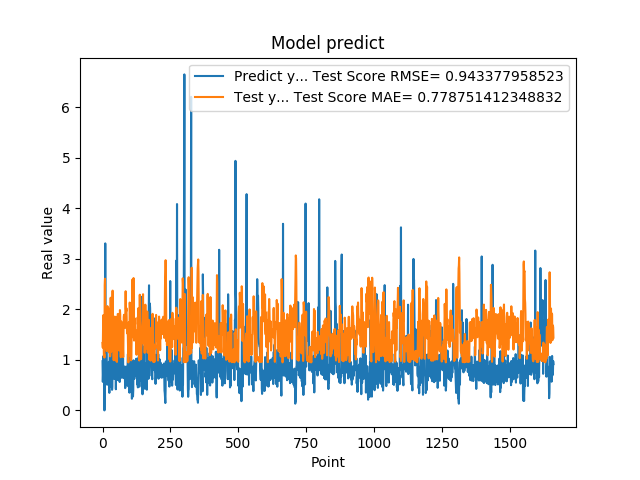 Model predict
Predict y... Test Score RMSE= 0.943377958523
Test y... Test Score MAE= 0.778751412348832
Real value
6
5
4
3
2
1
0
0 250 500 750 1000 1250 1500
Point